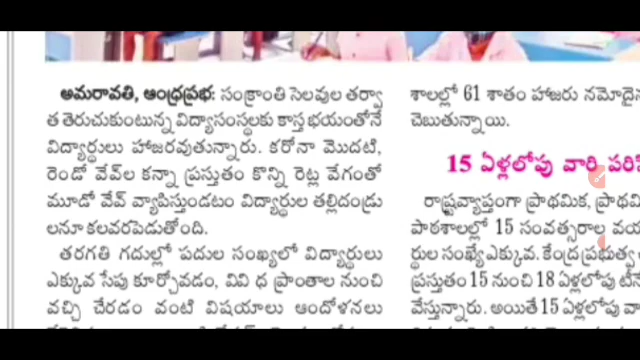 అమరావతి, ఆంధ్రప్రభ: సంక్రాంతి సెలవుల తర్వా
త తెరుచుకుంటున్న విద్యాసంస్థలకు కాస్త భయంతోనే
విద్యార్థులు హాజరవుతున్నారు. కరోనా మొదటి,
రెండో వేవ్‌ల కన్నా ప్రస్తుతం కొన్ని రెట్ల వేగంతో
మూడో వేవ్ వ్యాపిస్తుండటం విద్యార్థుల తల్లిదండ్రు
లనూ కలవరపెడుతోంది.
తరగతి గదుల్లో పదుల సంఖ్యలో విద్యార్థులు
ఎక్కువ సేపు కూర్చోవడం, వివి ధ ప్రాంతాల నుంచి
వచ్చి చేరడం వంటి విషయాలు ఆందోళనలు
శాలల్లో 61 శాతం హాజరు నమోదైన
చెబుతున్నాయి.
15 ఏళ్లలోపు వారి
రాష్ట్రవ్యాప్తంగా ప్రాథమిక,
పాఠశాలల్లో 15 సంవత్సరాల
ర్థుల సంఖ్యే ఎక్కువ. కేంద్రప్రభుత్వ
ప్రస్తుతం 15 నుంచి 18 ఏళ్లలోపు
వేస్తున్నారు. అయితే 15 ఏళ్లలోపు